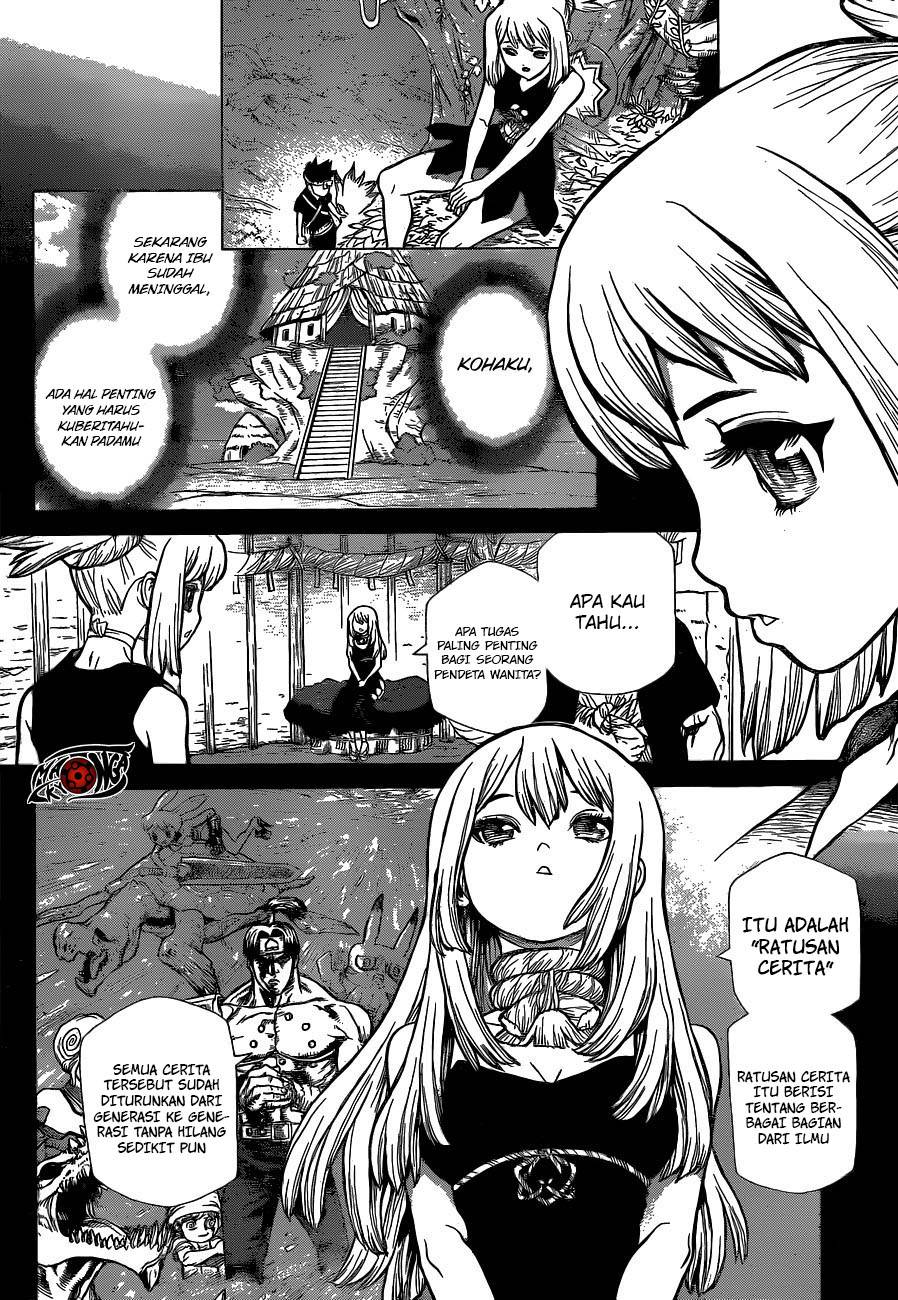 KOHAKU,
SEKARANG
KARENA IBU
SUDAH
MENINGGAL,
ADA HAL PENTING
YANG HARUS
KUBERITAHU-
KAN PADAMU
APA KAU
TAHU...
APA TUGAS
PALING PENTING
BAGI SEORANG
PENDETA WANITA?
ITU ADALAH
"RATUSAN
CERITA"
RATUSAN CERITA
ITU BERISI
TENTANG BER-
BAGAI BAGIAN
DARI ILMU
SEMUA CERITA
TERSEBUT SUDAH
DITURUNKAN DARI
GENERASI KE GENE-
RASI TANPA HILANG
SEDIKIT PUN